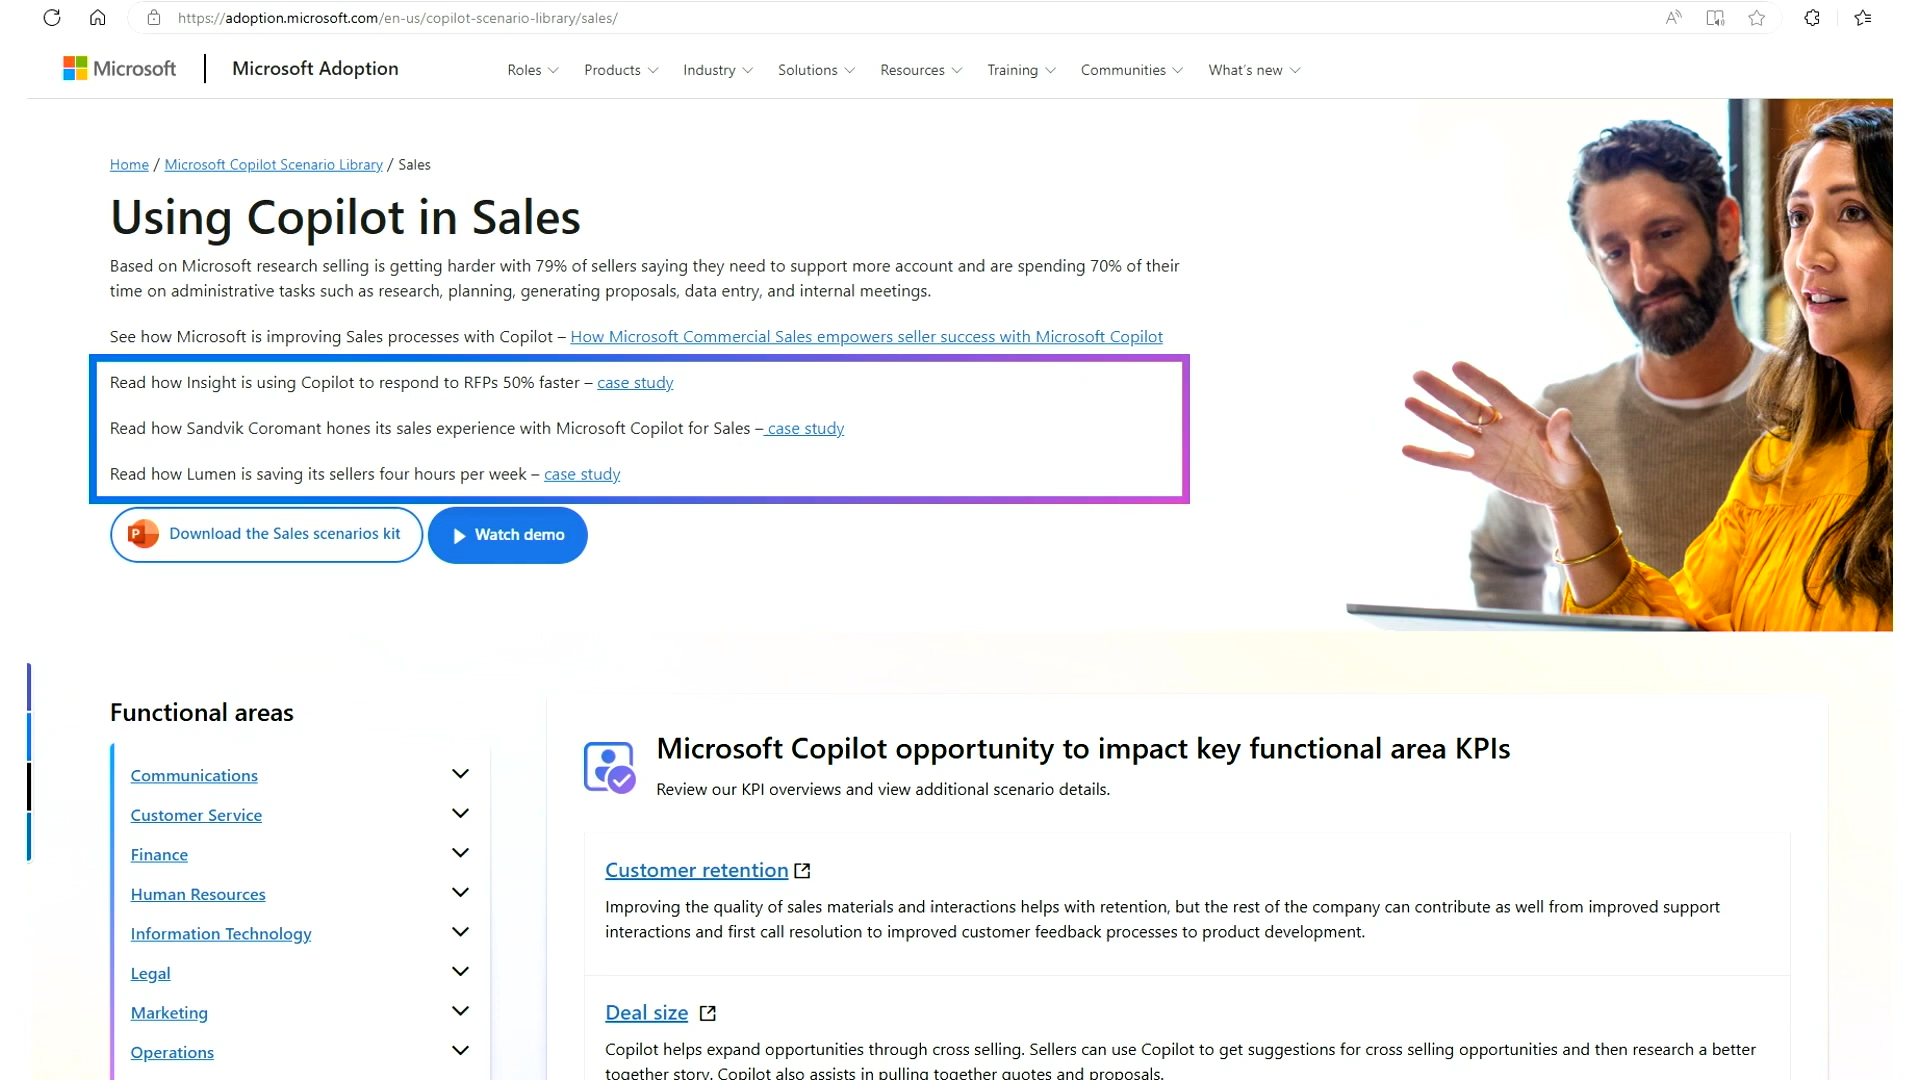 https://adoption.microsoft.com/en-us/copilot-scenario-library/sales/
Microsoft
Microsoft Adoption
Roles
Products
Industry
Solutions
Resources
Training
Communities
What's new
Home / Microsoft Copilot Scenario Library / Sales
Using Copilot in Sales
Based on Microsoft research selling is getting harder with 79% of sellers saying they need to support more account and are spending 70% of their
time on administrative tasks such as research, planning, generating proposals, data entry, and internal meetings.
See how Microsoft is improving Sales processes with Copilot – How Microsoft Commercial Sales empowers seller success with Microsoft Copilot
Read how Insight is using Copilot to respond to RFPs 50% faster – case study
Read how Sandvik Coromant hones its sales experience with Microsoft Copilot for Sales – case study
Read how Lumen is saving its sellers four hours per week – case study
Download the Sales scenarios kit
Watch demo
Functional areas
Communications
Customer Service
Finance
Human Resources
Information Technology
Legal
Marketing
Operations
Microsoft Copilot opportunity to impact key functional area KPIs
Review our KPI overviews and view additional scenario details.
Customer retention
Improving the quality of sales materials and interactions helps with retention, but the rest of the company can contribute as well from improved support
interactions and first call resolution to improved customer feedback processes to product development.
Deal size
Copilot helps expand opportunities through cross selling. Sellers can use Copilot to get suggestions for cross selling opportunities and then research a better
together story. Copilot also assists in pulling together quotes and proposals.